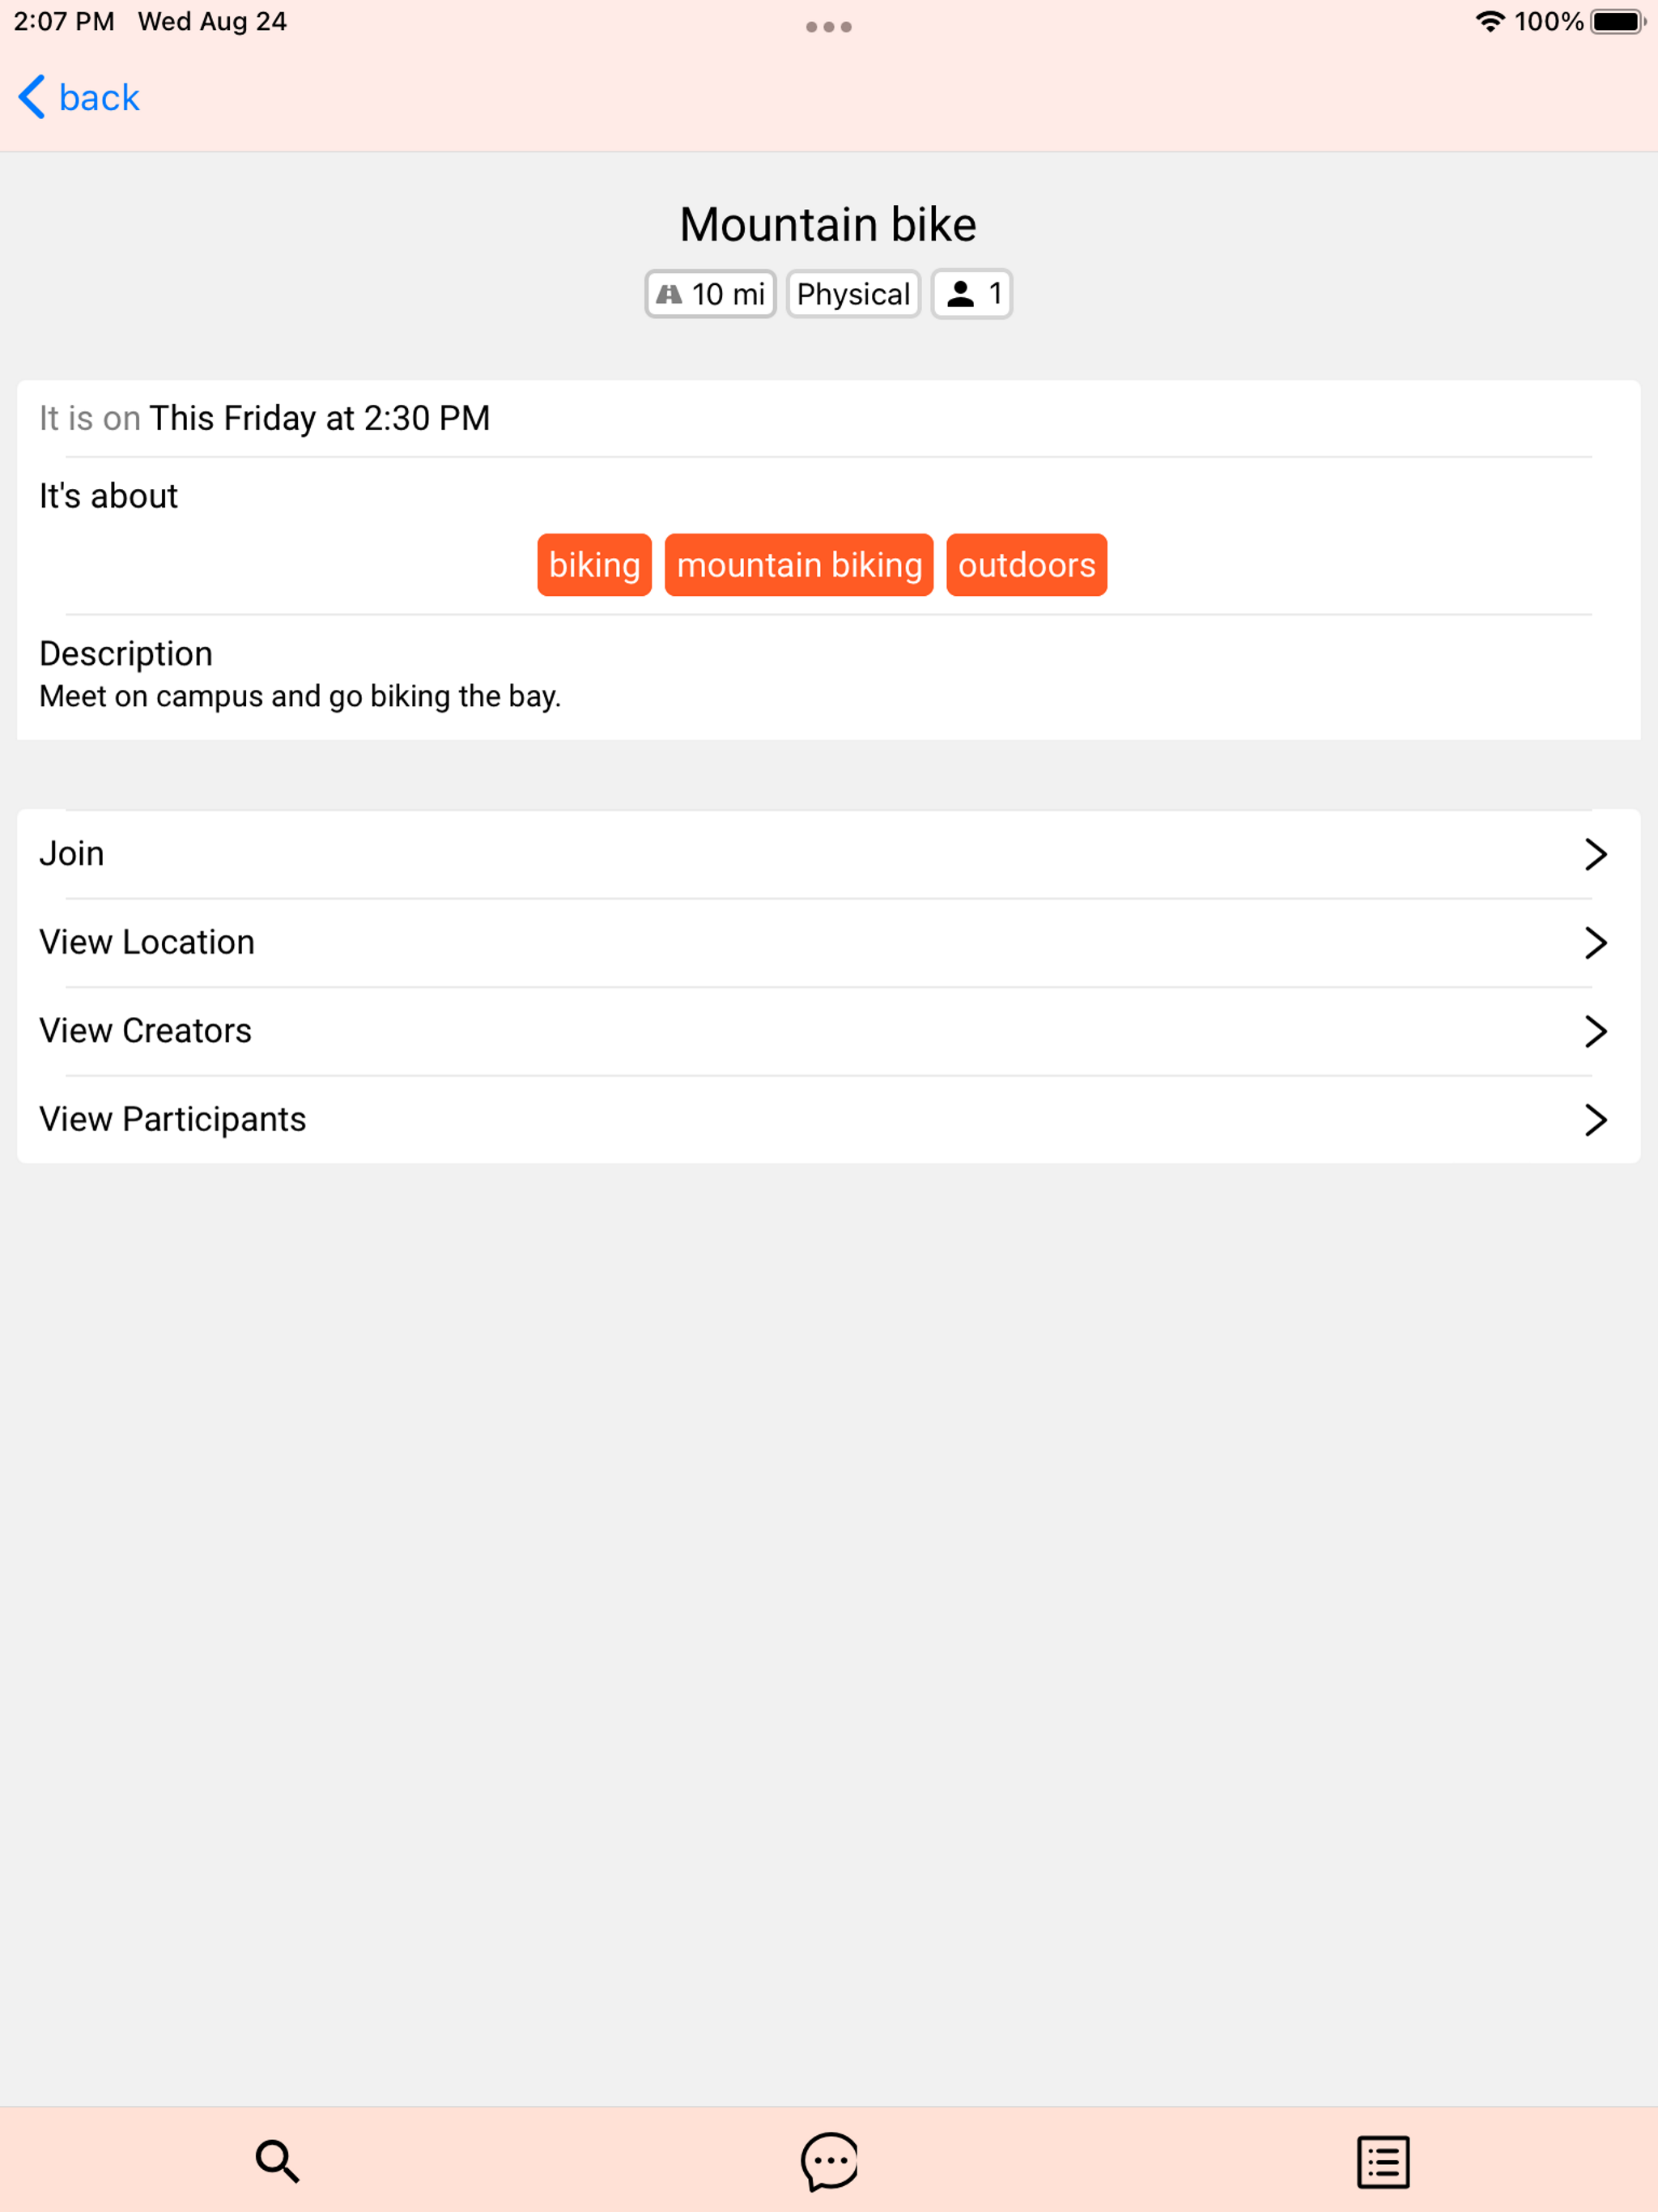 2:07 PM Wed Aug 24 100%
back
Mountain bike
10 mi Physical 1
It is on This Friday at 2:30 PM
It's about
biking mountain biking outdoors
Description
Meet on campus and go biking the bay.
Join
View Location
View Creators
View Participants